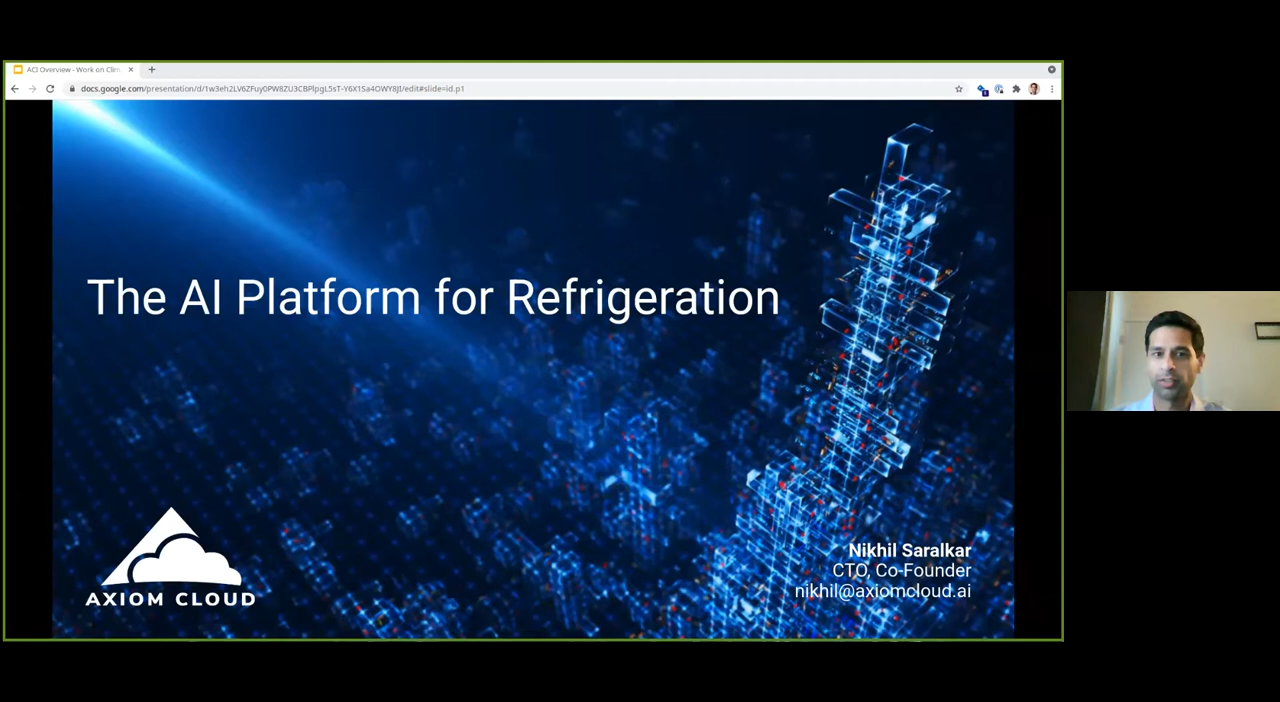 ACI Overview - Work on Clim
docs.google.com/presentation/d/1w3eh2LV6ZFuy0PW8ZU3CBPlpgL5sT-Y6X1Sa4OWY8JI/edit#slide=id.p1
The AI Platform for Refrigeration
AXIOM CLOUD
Nikhil Saralkar
CTO, Co-Founder
nikhil@axiomcloud.ai